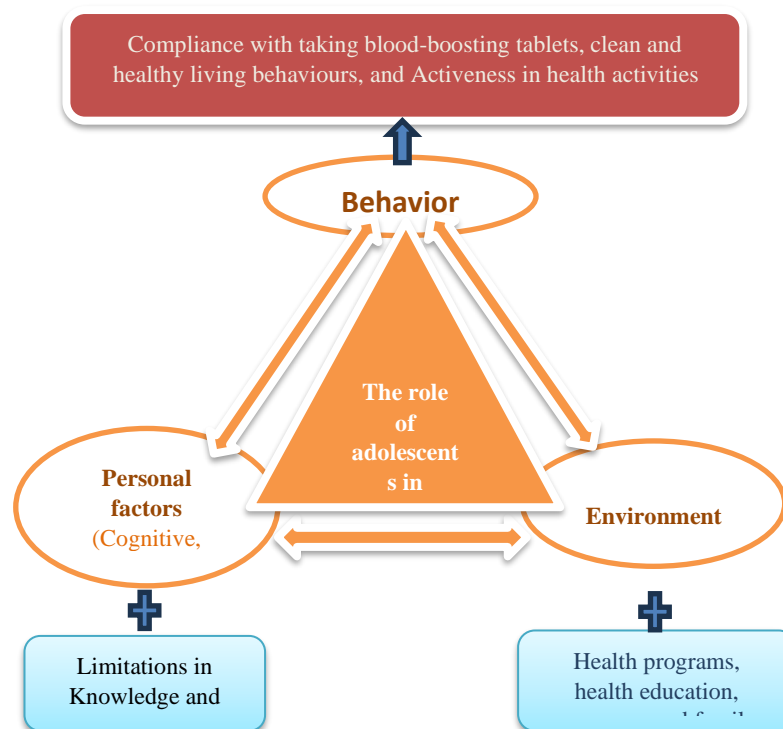 Compliance with taking blood-boosting tablets, clean and
healthy living behaviours, and Activeness in health activities
Behavior
The role
of
adolescent
s in
Personal
factors
(Cognitive,
Environment
Limitations in
Knowledge and
Health programs,
health education,